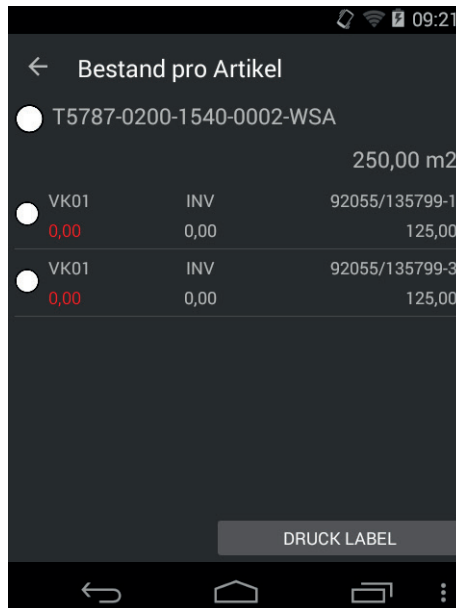 09:21
Bestand pro Artikel
T5787-0200-1540-0002-WSA
250,00 m2
VK01 INV 92055/135799-1
0,00 0,00 125,00
VK01 INV 92055/135799-3
0,00 0,00 125,00
DRUCK LABEL